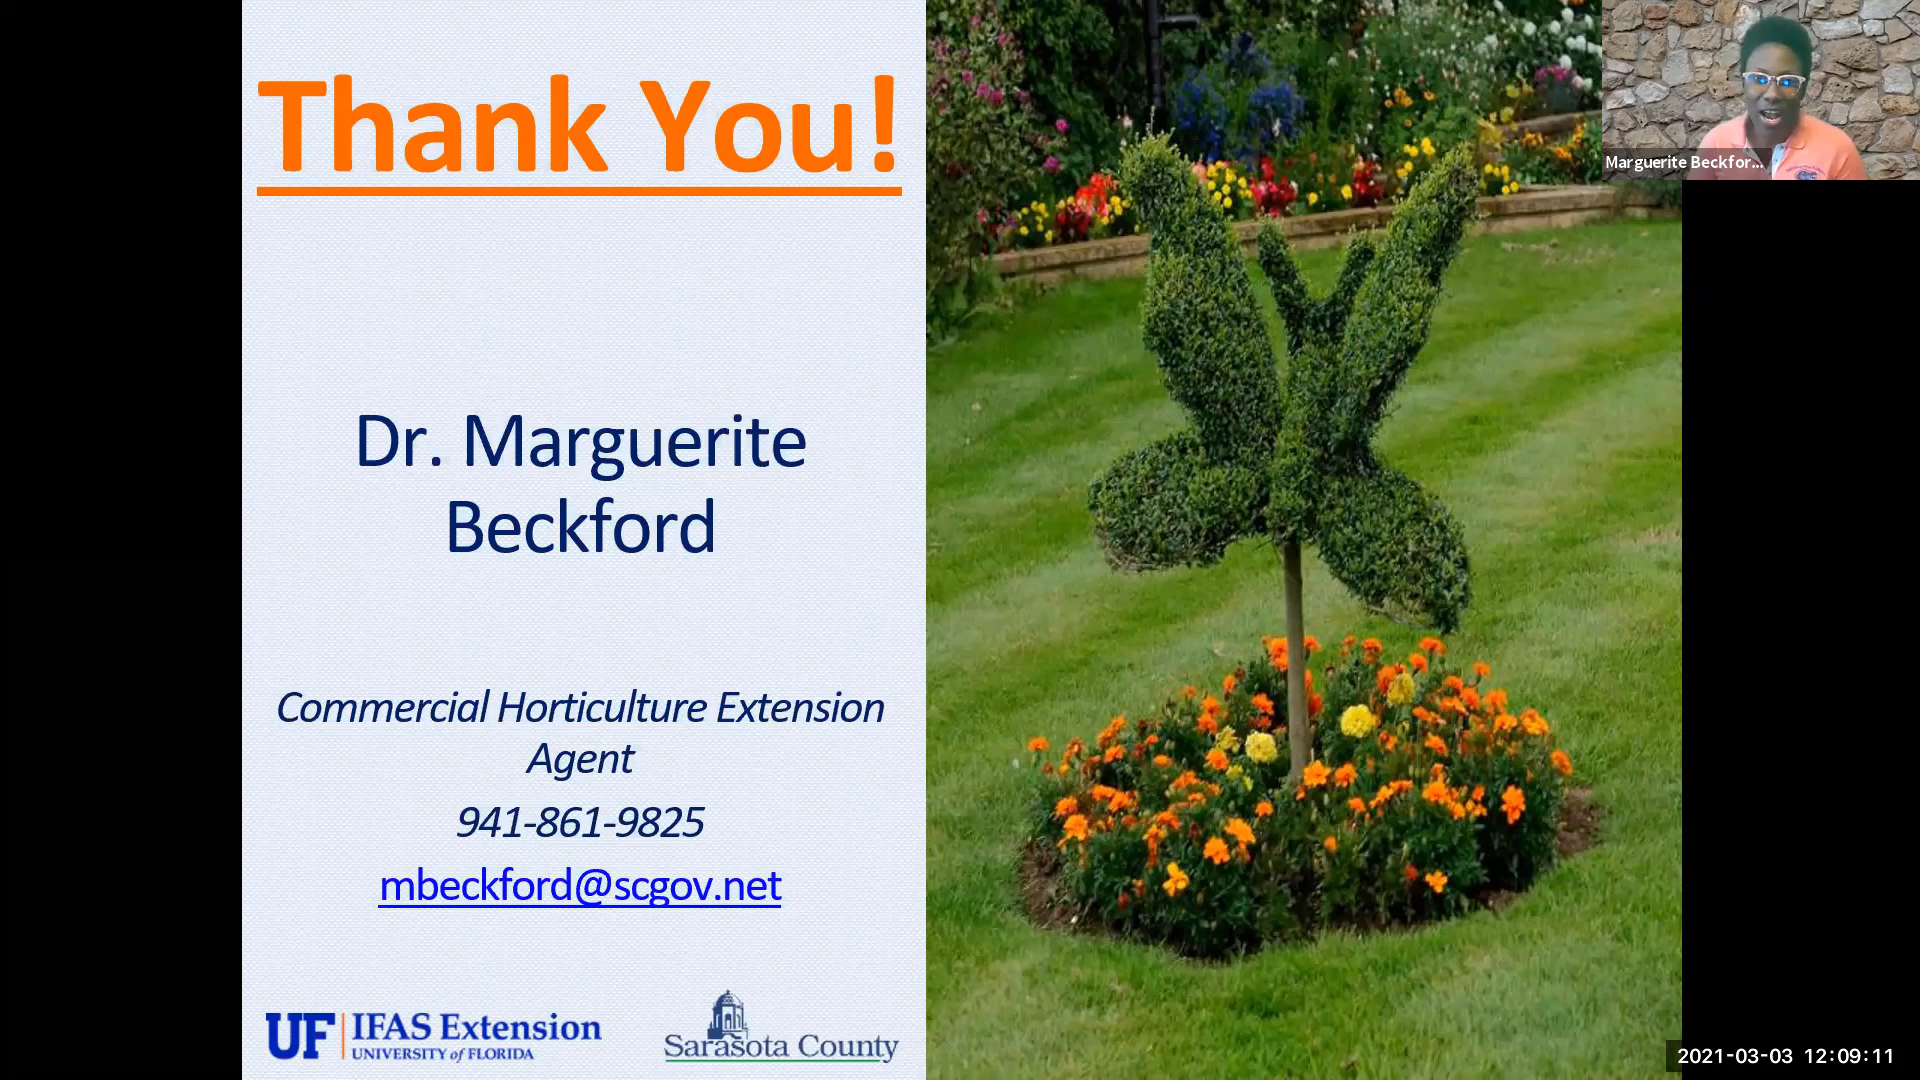 Thank You!
Dr. Marguerite
Beckford
Commercial Horticulture Extension
Agent
941-861-9825
mbeckford@scgov.net
UF IFAS Extension
UNIVERSITY of FLORIDA
Sarasota County
Marguerite Beckfor...
2021-03-03 12:09:11